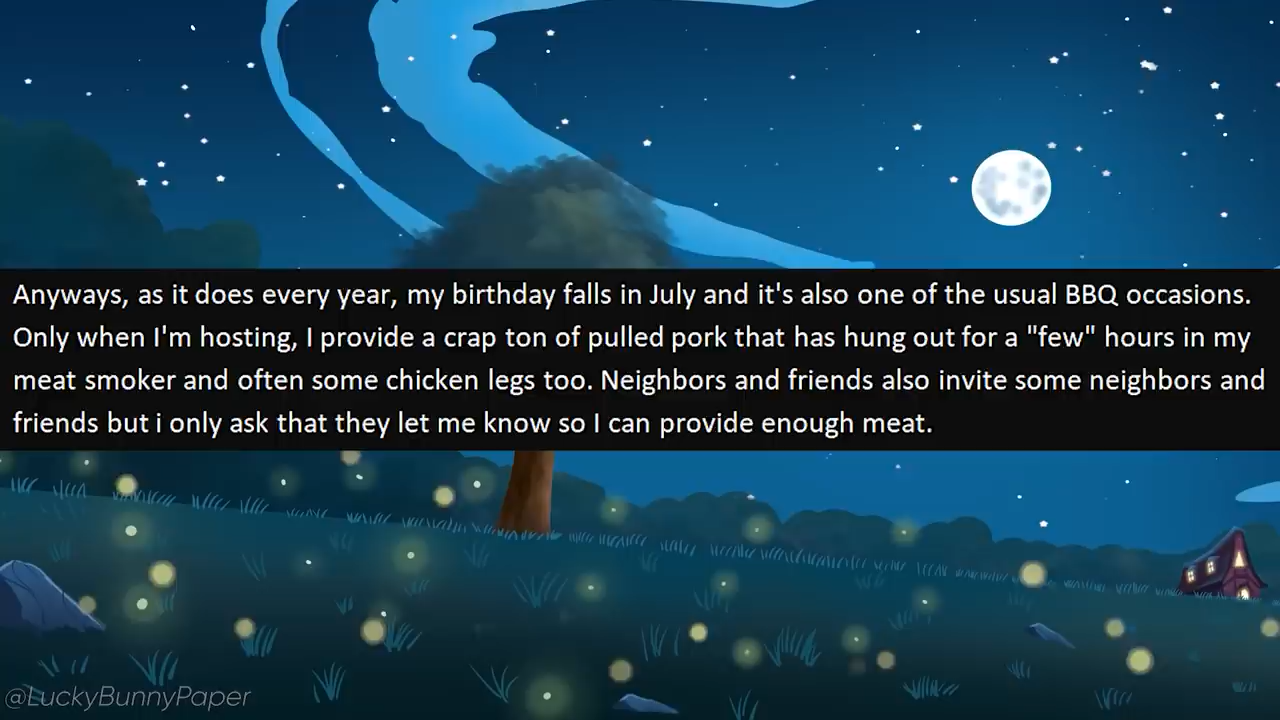 Anyways, as it does every year, my birthday falls in July and it's also one of the usual BBQ occasions.
Only when I'm hosting, I provide a crap ton of pulled pork that has hung out for a "few" hours in my
meat smoker and often some chicken legs too. Neighbors and friends also invite some neighbors and
friends but i only ask that they let me know so I can provide enough meat.
@LuckyBunnyPaper